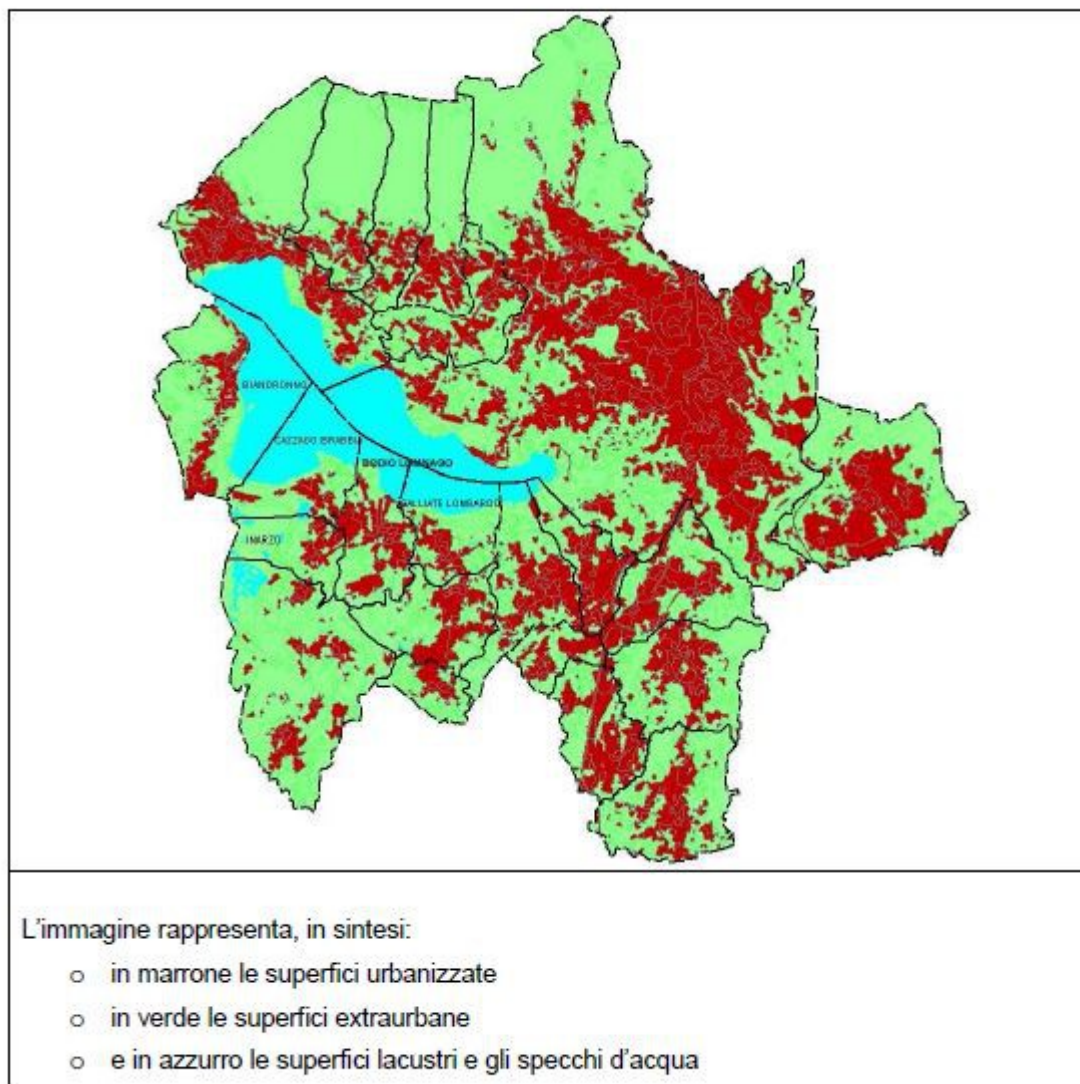 BIANDRONNO
CAZZAGO BRABBIA
BODIO LOMNAGO
GALLIATE LOMBARDO
INARZO
L'immagine rappresenta, in sintesi:
o in marrone le superfici urbanizzate
o in verde le superfici extraurbane
o e in azzurro le superfici lacustri e gli specchi d'acqua